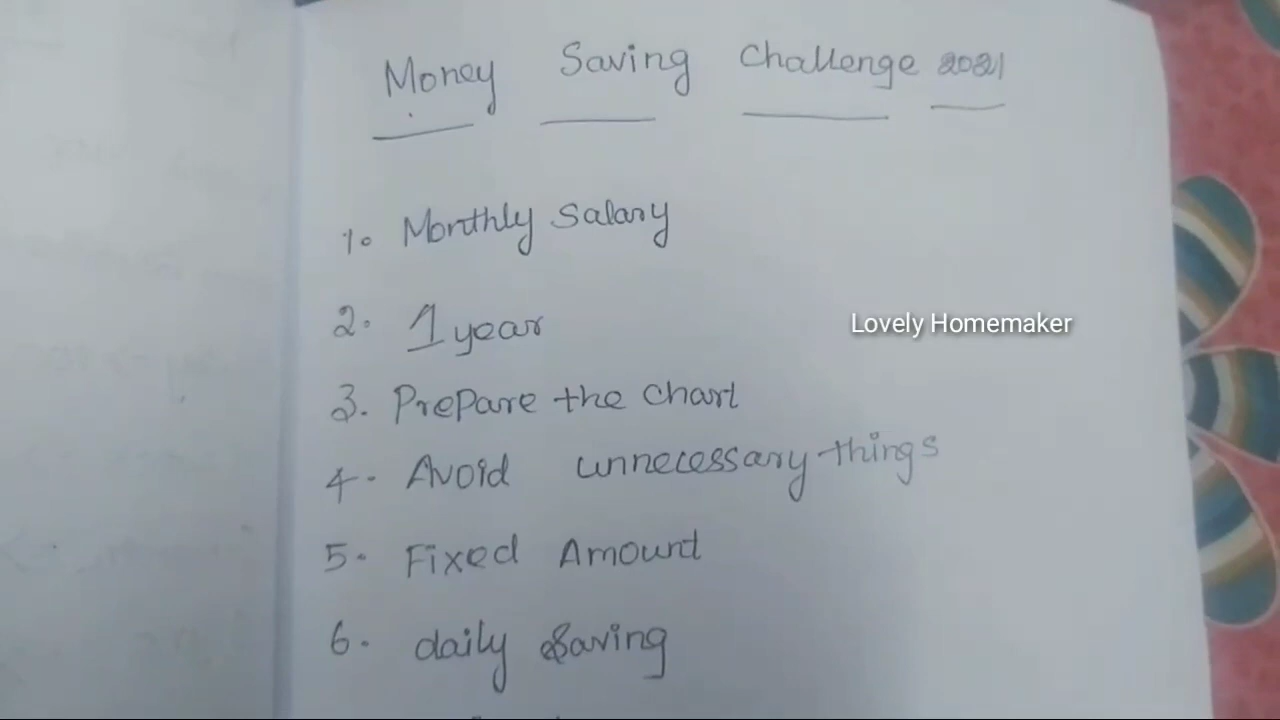 Money Saving Challenge 2021
1. Monthly Salary
2. 1 year
Lovely Homemaker
3. Prepare the chart
4. Avoid unnecessary things
5. Fixed Amount
6. daily Saving